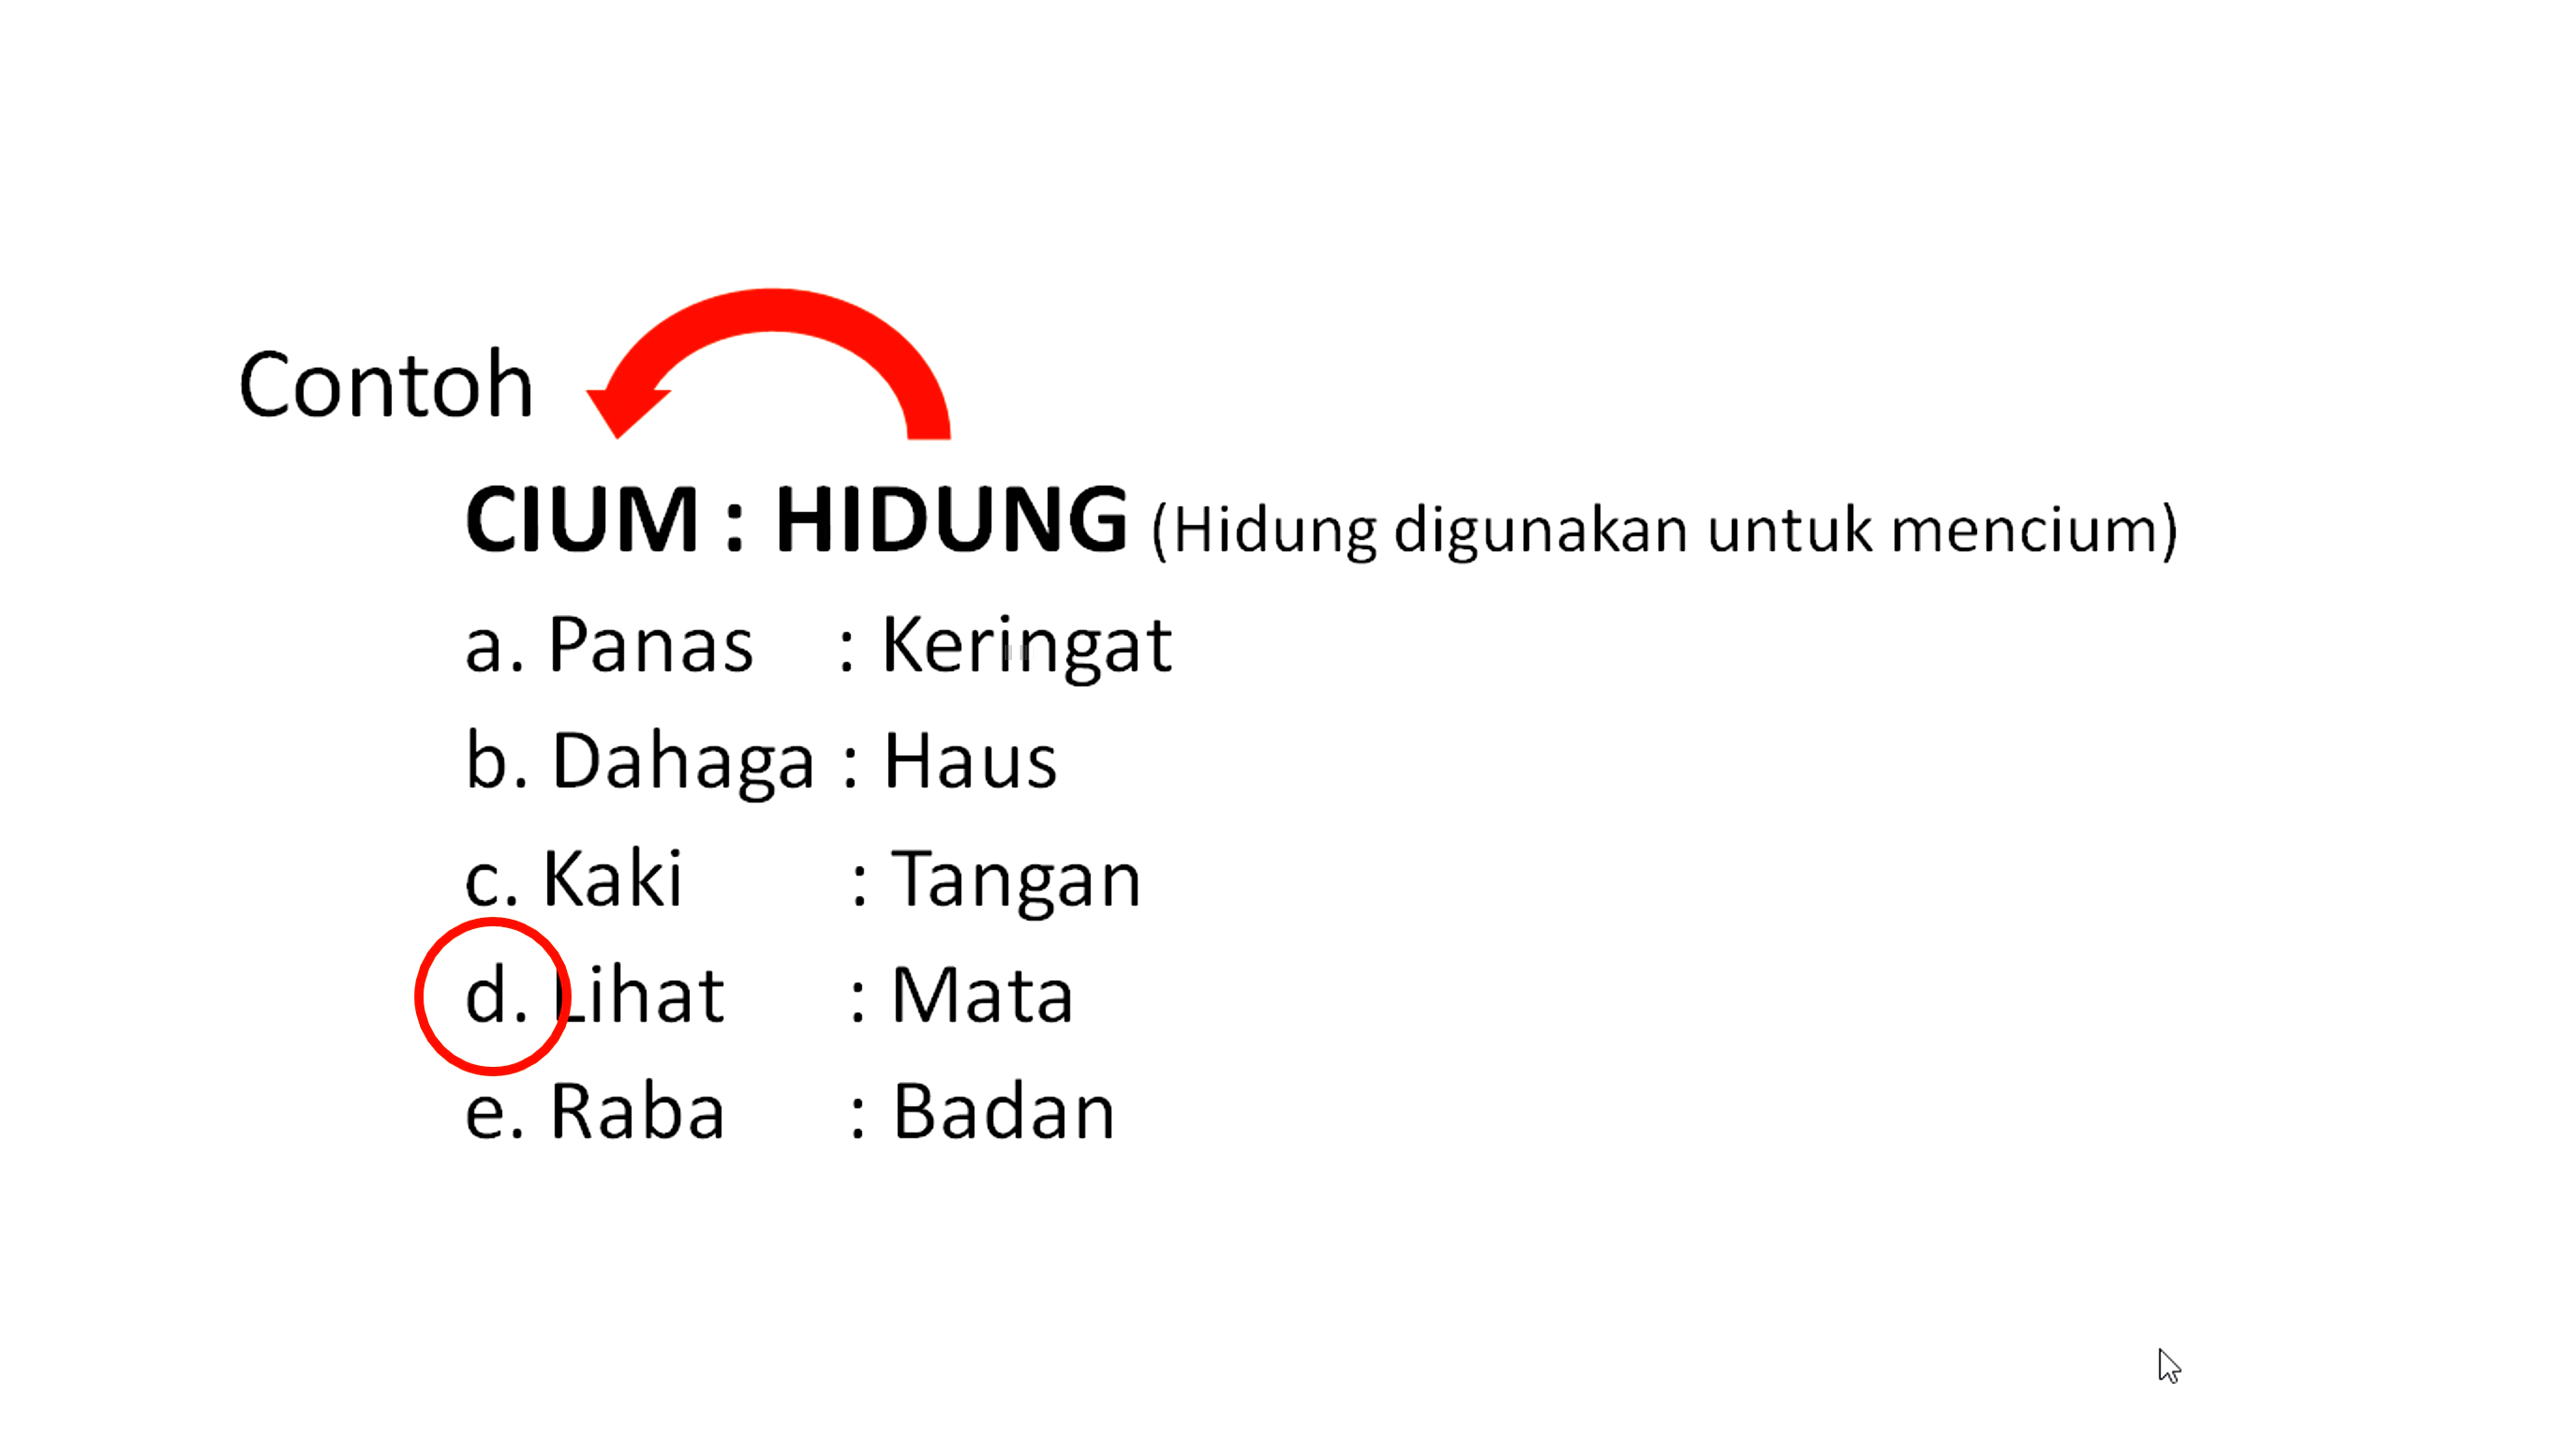 Contoh
CIUM : HIDUNG (Hidung digunakan untuk mencium)
a. Panas : Keringat
b. Dahaga : Haus
c. Kaki : Tangan
d. Lihat : Mata
e. Raba : Badan